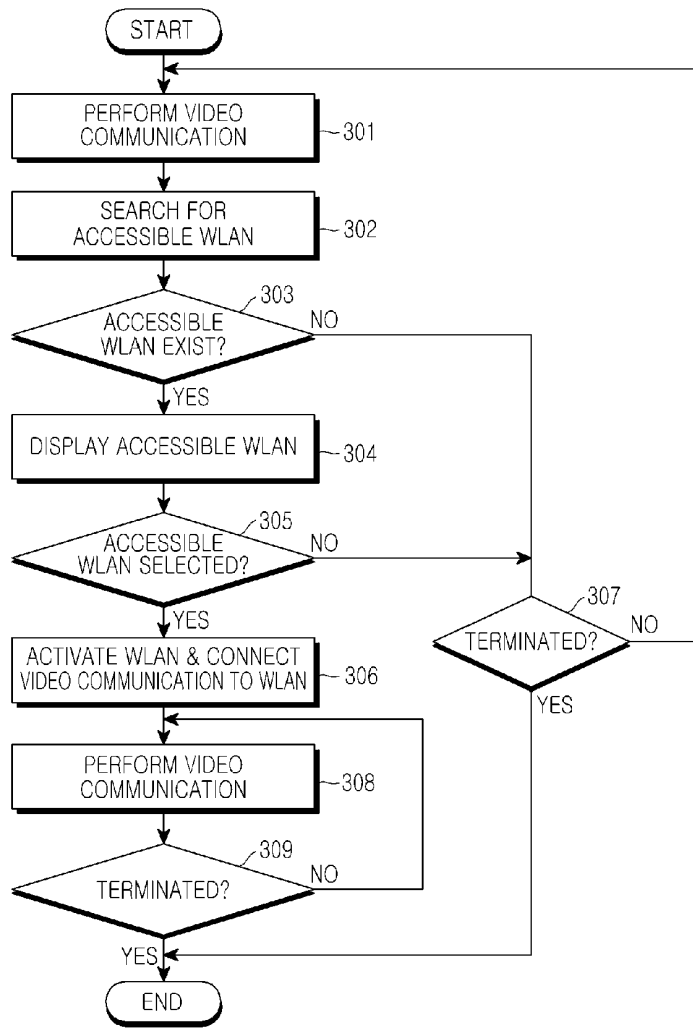 START
PERFORM VIDEO
COMMUNICATION
301
SEARCH FOR
ACCESSIBLE WLAN
302
303
ACCESSIBLE
WLAN EXIST?
NO
YES
DISPLAY ACCESSIBLE WLAN
304
305
ACCESSIBLE
WLAN SELECTED?
NO
YES
307
TERMINATED?
NO
YES
ACTIVATE WLAN & CONNECT
VIDEO COMMUNICATION TO WLAN
306
PERFORM VIDEO
COMMUNICATION
308
309
TERMINATED?
NO
YES
END